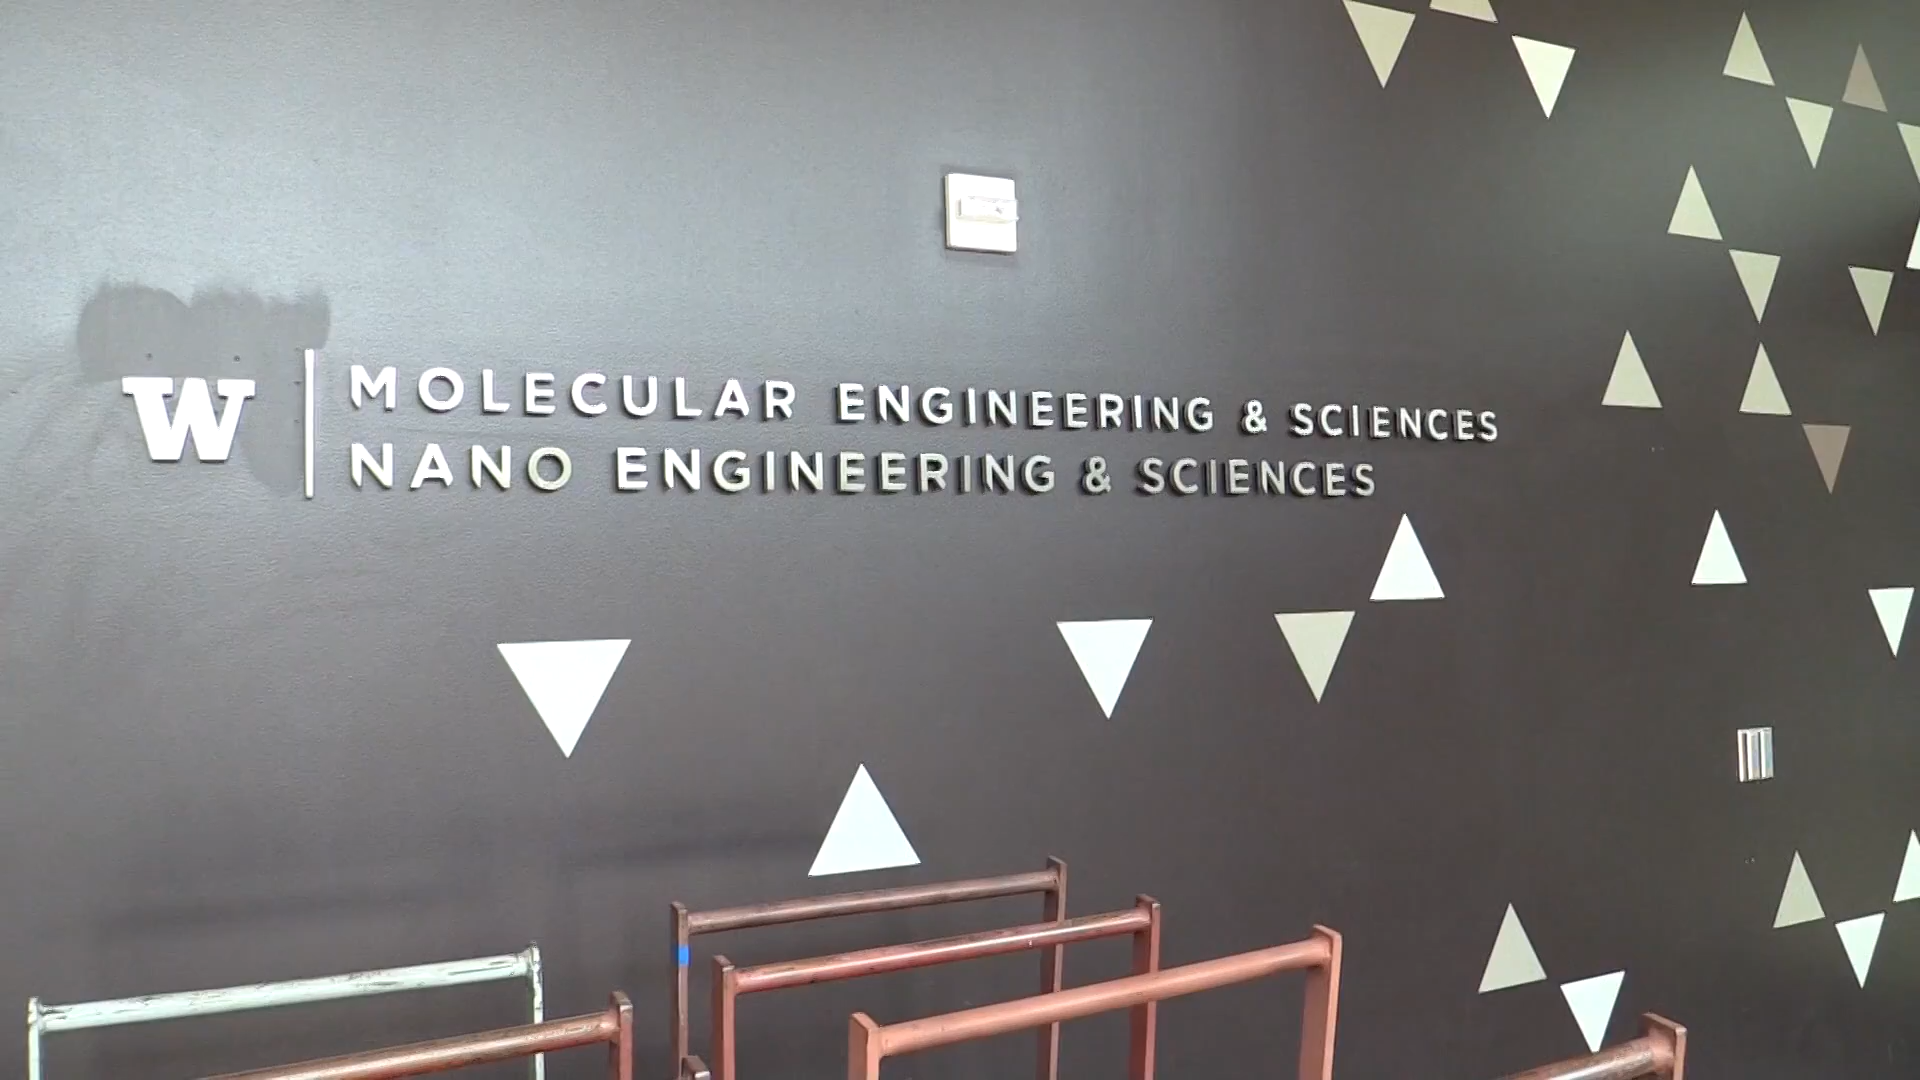 W
MOLECULAR ENGINEERING & SCIENCES
NANO ENGINEERING & SCIENCES